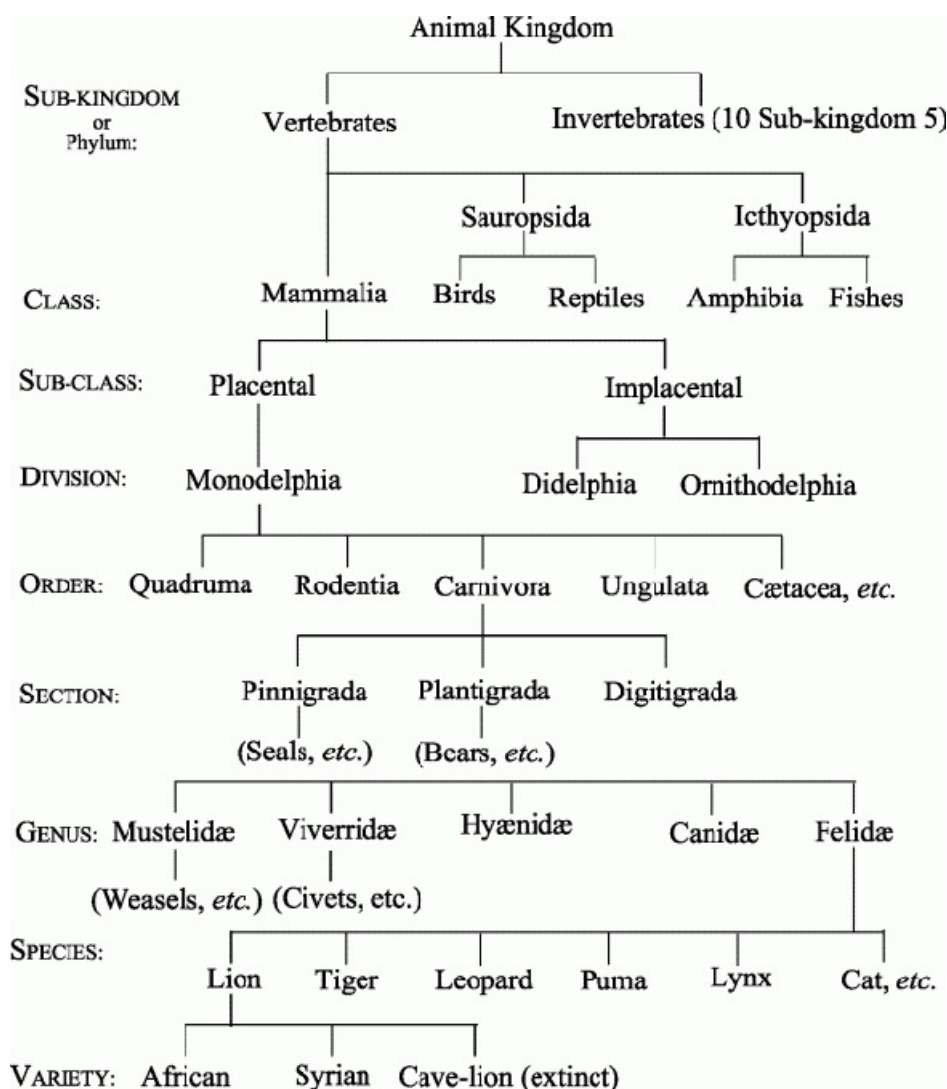 Animal Kingdom
SUB-KINGDOM
or
Phylum:
Vertebrates Invertebrates (10 Sub-kingdom 5)
Sauropsida Icthyopsida
CLASS: Mammalia Birds Reptiles Amphibia Fishes
SUB-CLASS: Placental Implacental
DIVISION: Monodelphia Didelphia Ornithodelphia
ORDER: Quadruma Rodentia Carnivora Ungulata Cætacea, etc.
SECTION: Pinnigrada Plantigrada Digitigrada
(Seals, etc.) (Bears, etc.)
GENUS: Mustelidæ Viverridæ Hyænidæ Canidæ Felidæ
(Weasels, etc.) (Civets, etc.)
SPECIES:
Lion Tiger Leopard Puma Lynx Cat, etc.
VARIETY: African Syrian Cave-lion (extinct)